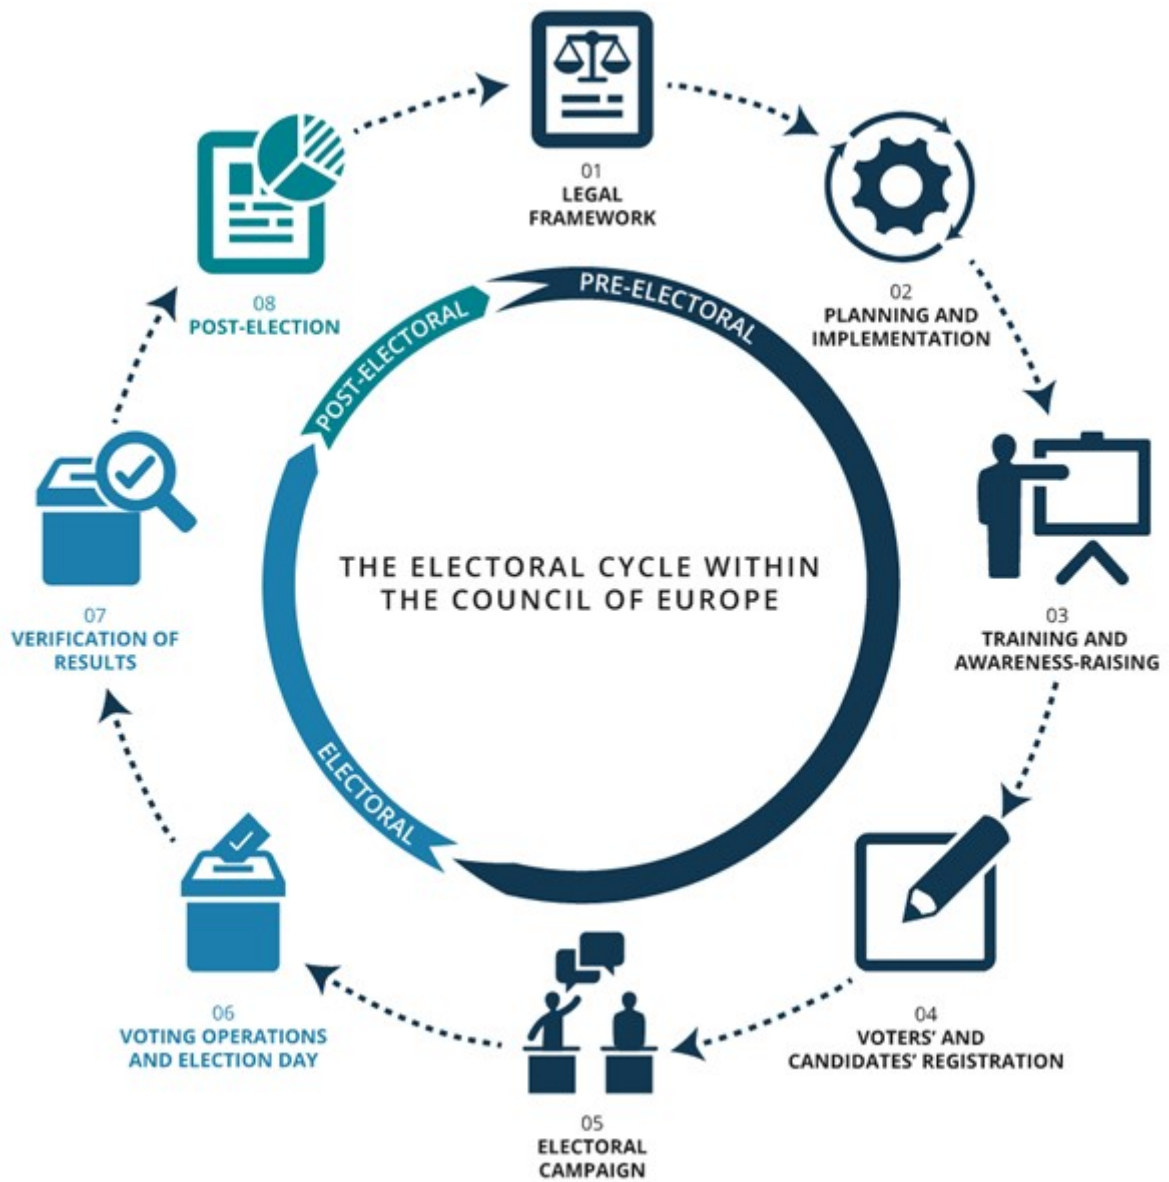 01
LEGAL
FRAMEWORK
02
PLANNING AND
IMPLEMENTATION
03
TRAINING AND
AWARENESS-RAISING
04
VOTERS’ AND
CANDIDATES’ REGISTRATION
05
ELECTORAL
CAMPAIGN
06
VOTING OPERATIONS
AND ELECTION DAY
07
VERIFICATION OF
RESULTS
08
POST-ELECTION
PRE-ELECTORAL
ELECTORAL
POST-ELECTORAL
THE ELECTORAL CYCLE WITHIN
THE COUNCIL OF EUROPE